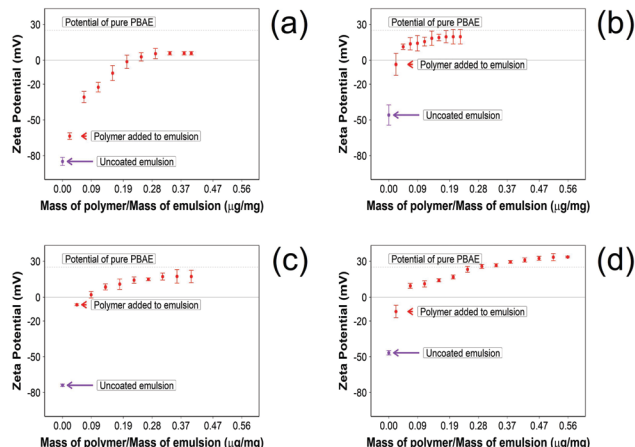 (a)
Zeta Potential (mV)
30
0
-20
-50
-80
Potential of pure PBAE
Polymer added to emulsion
Uncoated emulsion
0.00 0.09 0.19 0.28 0.37 0.46 0.56
Mass of polymer/Mass of emulsion (µg/mg)
(b)
Zeta Potential (mV)
30
0
-20
-50
-80
Potential of pure PBAE
Polymer added to emulsion
Uncoated emulsion
0.00 0.09 0.19 0.28 0.37 0.46 0.56
Mass of polymer/Mass of emulsion (µg/mg)
(c)
Zeta Potential (mV)
30
0
-20
-50
-80
Potential of pure PBAE
Polymer added to emulsion
Uncoated emulsion
0.00 0.09 0.19 0.28 0.37 0.46 0.56
Mass of polymer/Mass of emulsion (µg/mg)
(d)
Zeta Potential (mV)
30
0
-20
-50
-80
Potential of pure PBAE
Polymer added to emulsion
Uncoated emulsion
0.00 0.09 0.19 0.28 0.37 0.46 0.56
Mass of polymer/Mass of emulsion (µg/mg)